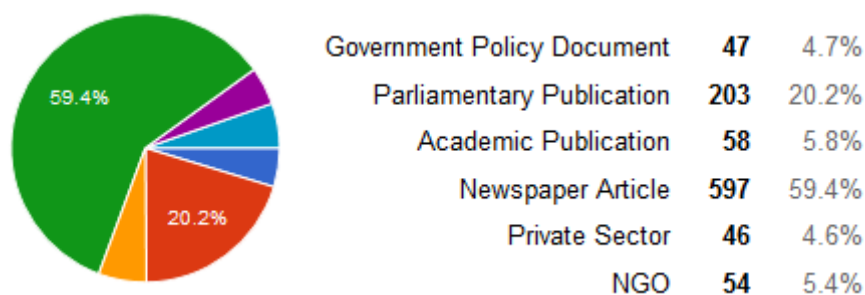 Government Policy Document 47 4.7%
Parliamentary Publication 203 20.2%
Academic Publication 58 5.8%
Newspaper Article 597 59.4%
Private Sector 46 4.6%
NGO 54 5.4%
59.4%
20.2%